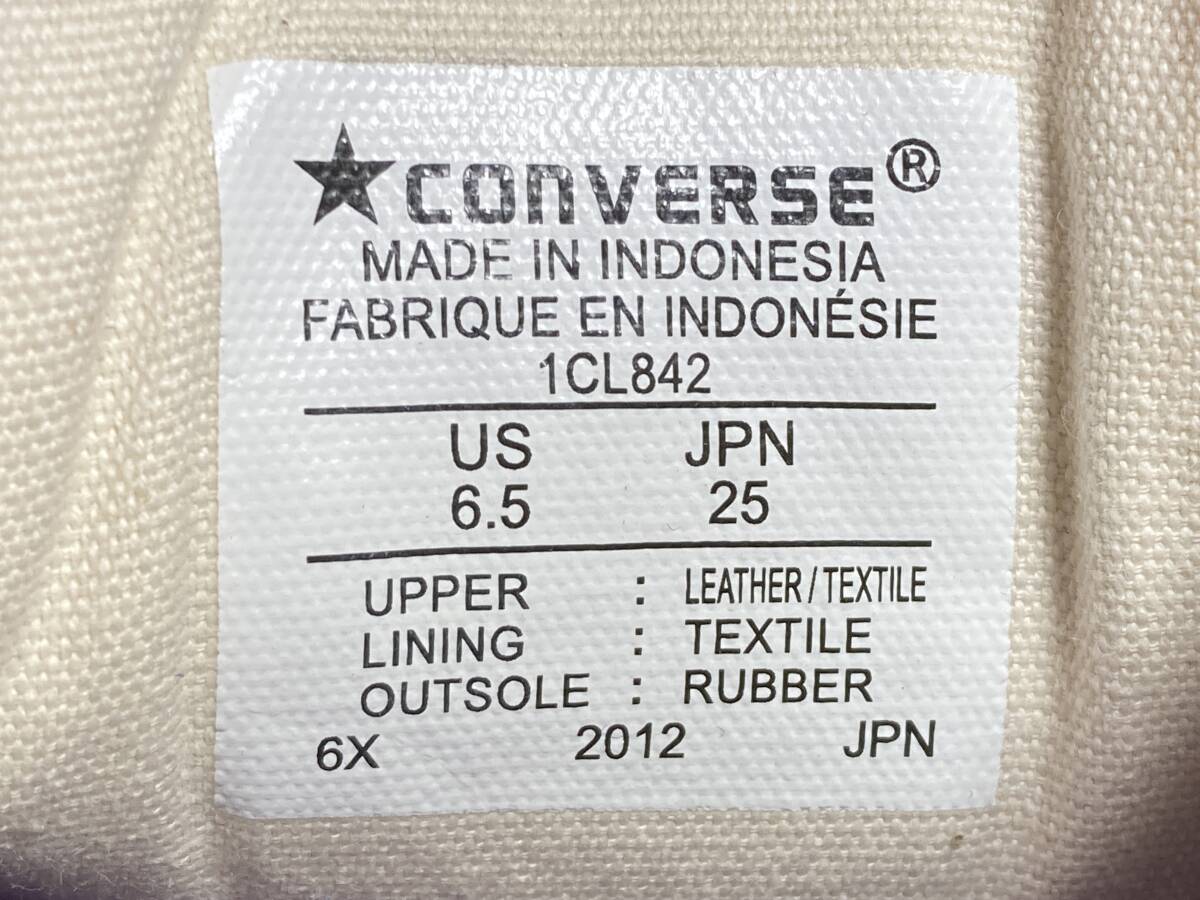 ★CONVERSE®
MADE IN INDONESIA
FABRIQUE EN INDONÉSIE
1CL842
US JPN
6.5 25
UPPER : LEATHER/TEXTILE
LINING : TEXTILE
OUTSOLE : RUBBER
6X 2012 JPN